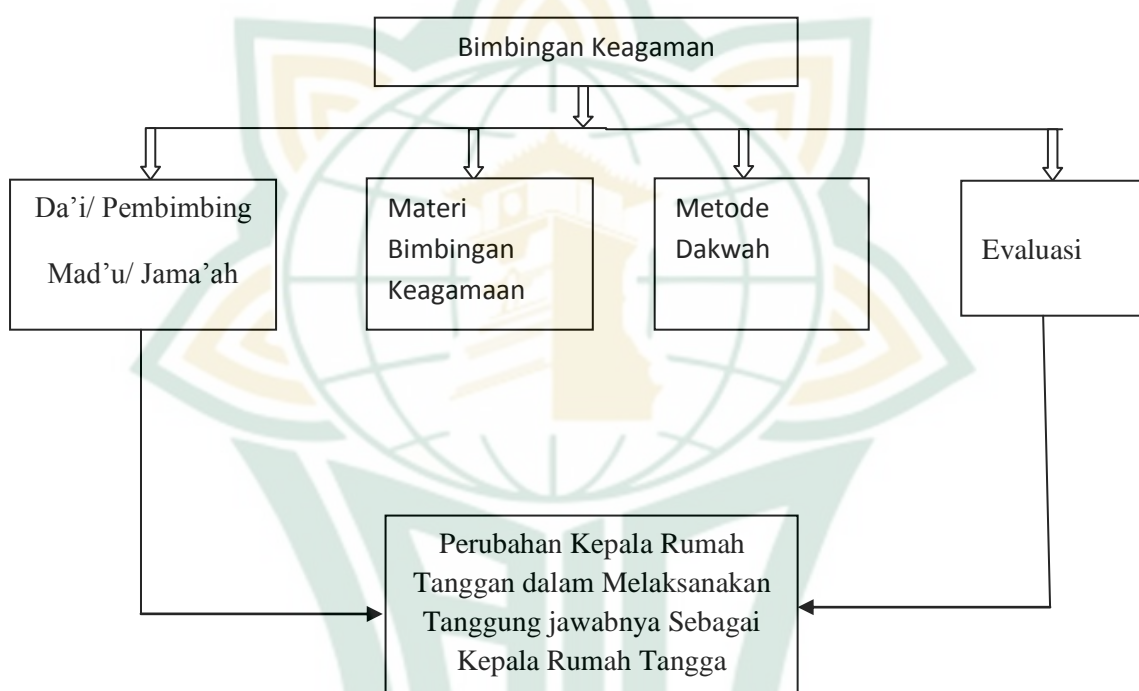 Bimbingan Keagaman
Da'i/ Pembimbing
Mad'u/ Jama'ah
Materi
Bimbingan
Keagamaan
Metode
Dakwah
Evaluasi
Perubahan Kepala Rumah
Tanggan dalam Melaksanakan
Tanggung jawabnya Sebagai
Kepala Rumah Tangga